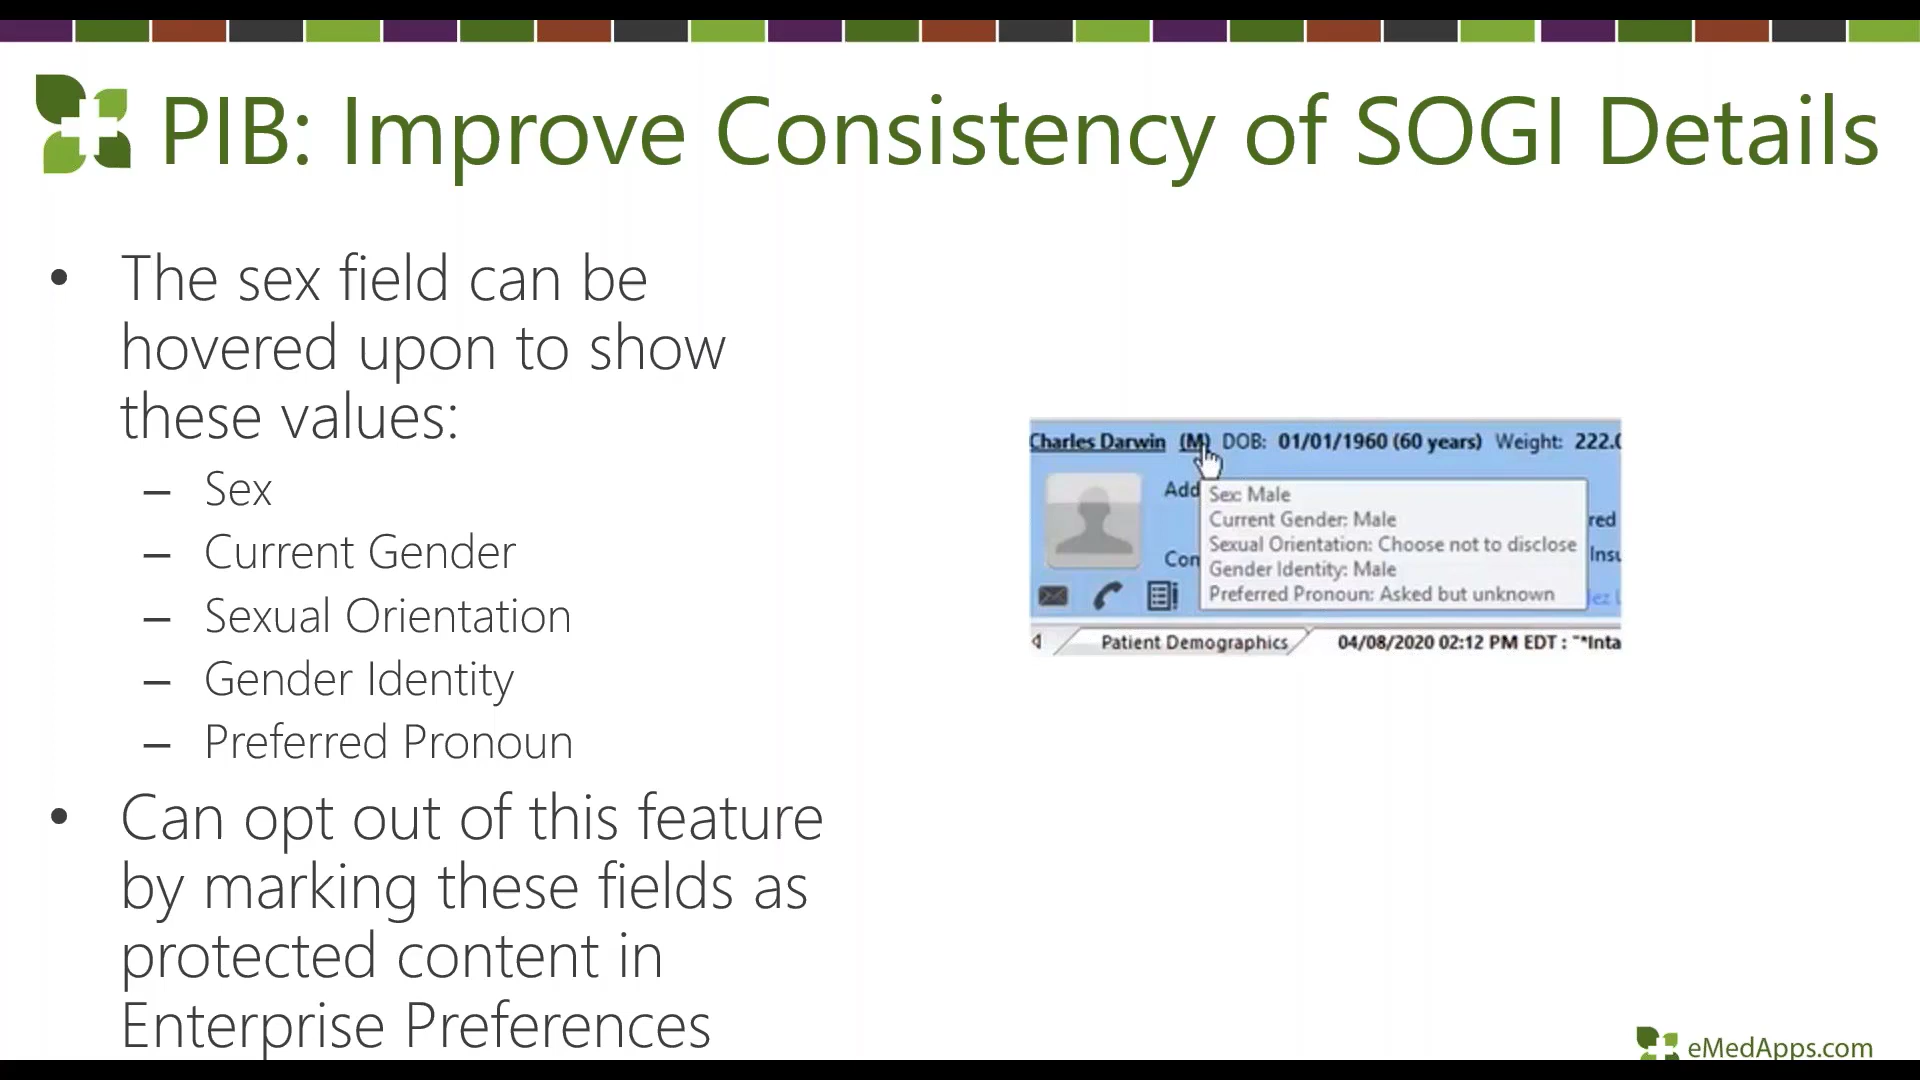 PIB: Improve Consistency of SOGI Details
• The sex field can be
hovered upon to show
these values:
– Sex
– Current Gender
– Sexual Orientation
– Gender Identity
– Preferred Pronoun
• Can opt out of this feature
by marking these fields as
protected content in
Enterprise Preferences
Charles Darwin (M) DOB: 01/01/1960 (60 years) Weight: 222.
Add
Sex: Male
Current Gender: Male
red
Sexual Orientation: Choose not to disclose
Insu
Con
Gender Identity: Male
Preferred Pronoun: Asked but unknown
Patient Demographics 04/08/2020 02:12 PM EDT : "*Inta
eMedApps.com